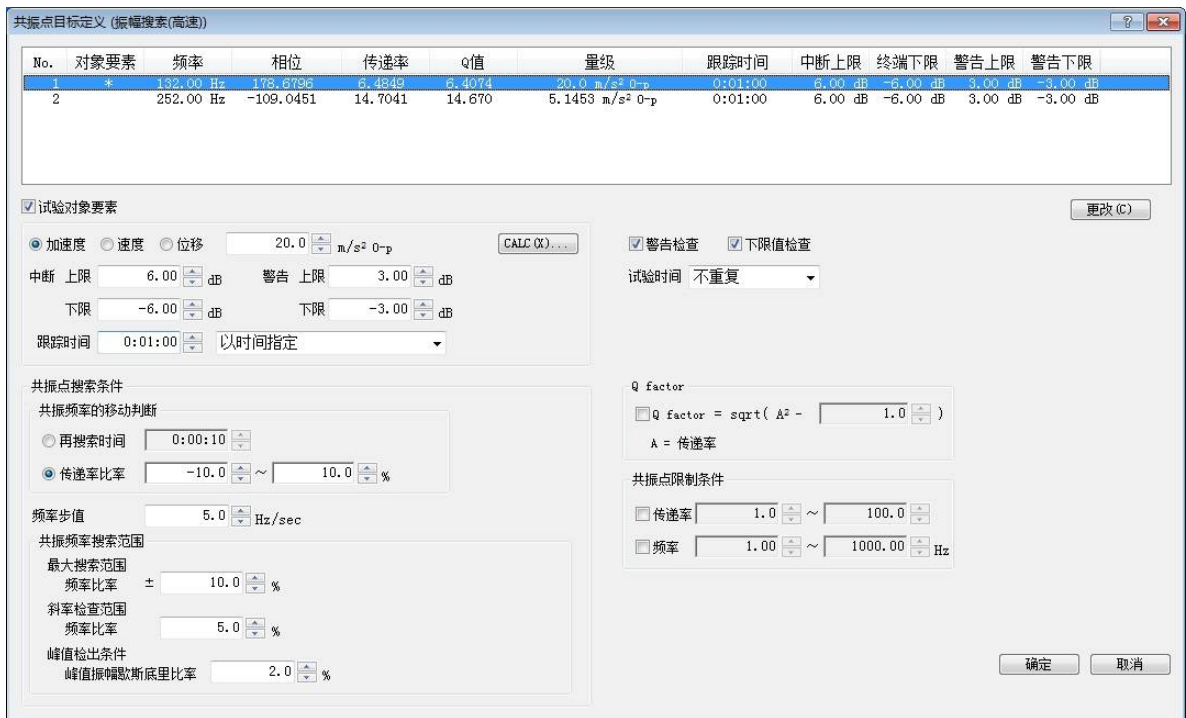 共振点目标定义 (振幅搜索(高速))
No. 对象要素 频率 相位 传递率 Q值 量级 跟踪时间 中断上限 终端下限 警告上限 警告下限
1 * 132.00 Hz 178.6796 6.4849 6.4074 20.0 m/s² 0-p 0:01:00 6.00 dB -6.00 dB 3.00 dB -3.00 dB
2 252.00 Hz -109.0451 14.7041 14.670 5.1453 m/s² 0-p 0:01:00 6.00 dB -6.00 dB 3.00 dB -3.00 dB
试验对象要素
更改(C)
加速度 速度 位移 20.0 m/s² 0-p CALC(X)...
中断 上限 6.00 dB 警告 上限 3.00 dB
下限 -6.00 dB 下限 -3.00 dB
跟踪时间 0:01:00 以时间指定
警告检查 下限值检查
试验时间 不重复
共振点搜索条件
共振频率的移动判断
再搜索时间 0:00:10
传递率比率 -10.0 ~ 10.0 %
频率步值 5.0 Hz/sec
共振频率搜索范围
最大搜索范围
频率比率 ± 10.0 %
斜率检查范围
频率比率 5.0 %
峰值检出条件
峰值振幅歇斯底里比率 2.0 %
Q factor
Q factor = sqrt( A² - 1.0 )
A = 传递率
共振点限制条件
传递率 1.0 ~ 100.0
频率 1.00 ~ 1000.00 Hz
确定 取消